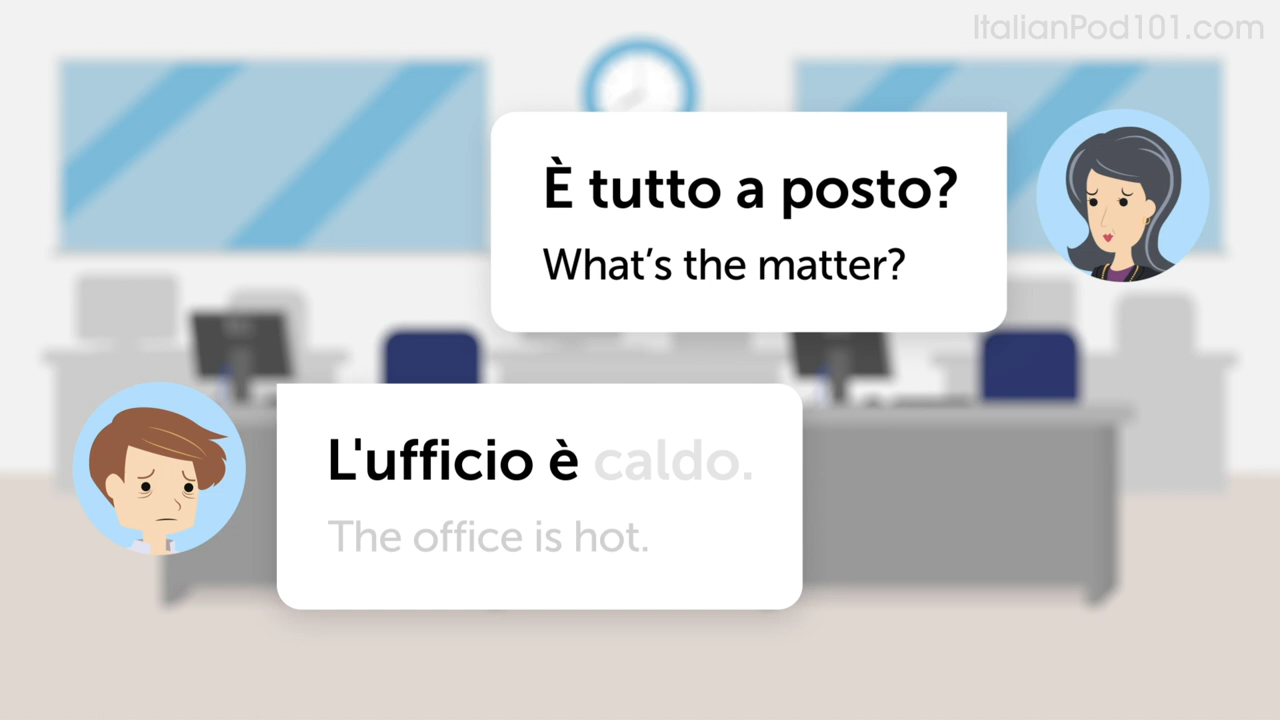 ItalianPod101.com
È tutto a posto?
What’s the matter?
L'ufficio è caldo.
The office is hot.